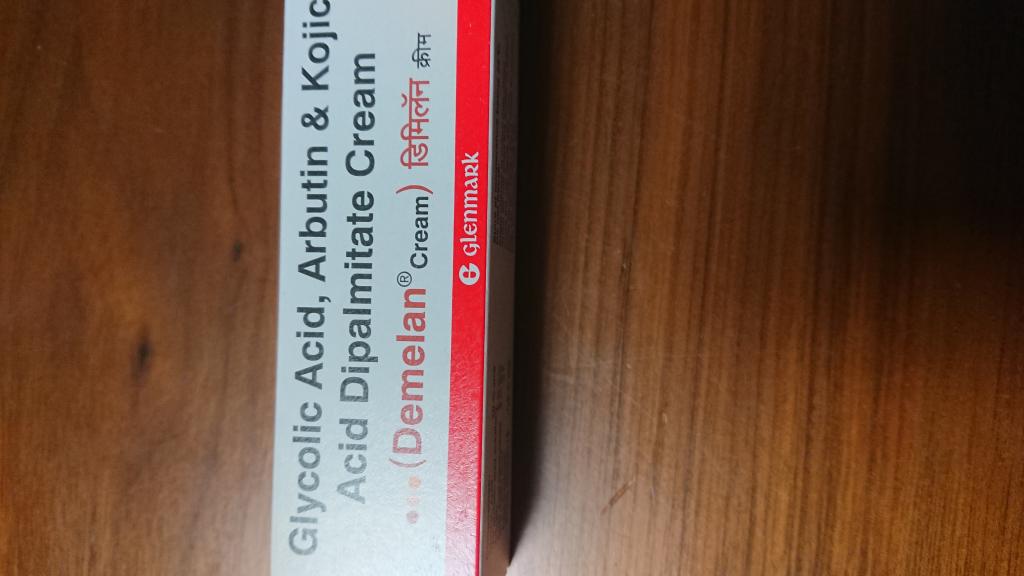 Glycolic Acid, Arbutin & Kojic
Acid Dipalmitate Cream
(Demelan® Cream) डिमिलॅन क्रीम
G Glenmark